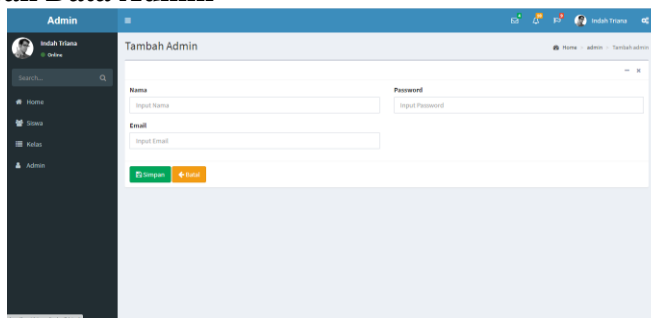 Admin
Indah Triana
Indah Triana
Online
Tambah Admin
Home > admin > Tambah admin
Search...
Nama
Password
Input Nama
Input Password
Home
Email
Siswa
Input Email
Kelas
Admin
Simpan
Batal